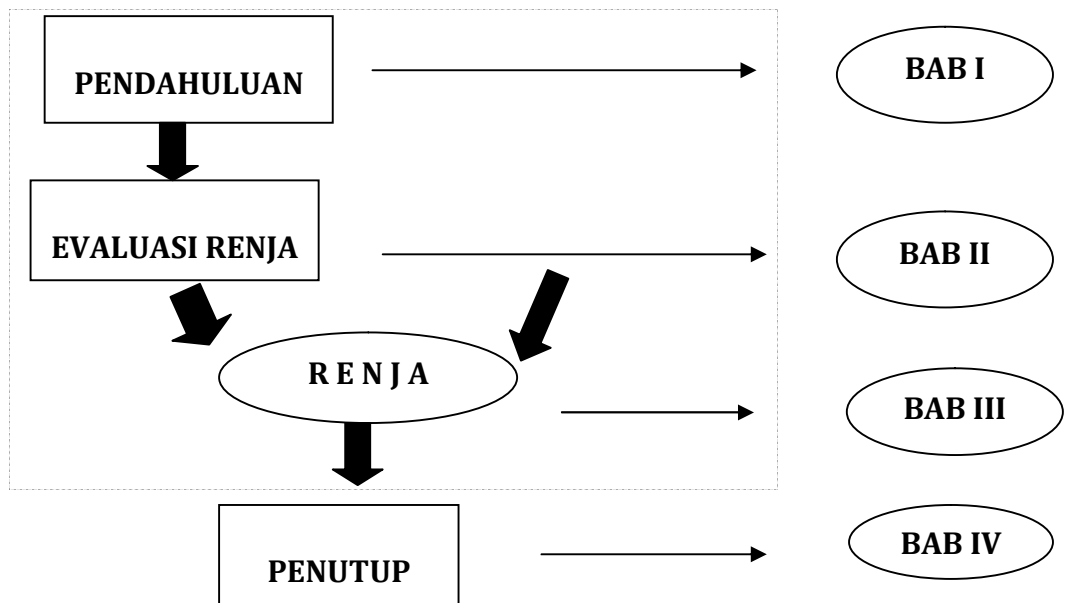 PENDAHULUAN
BAB I
EVALUASI RENJA
BAB II
R E N J A
BAB III
PENUTUP
BAB IV